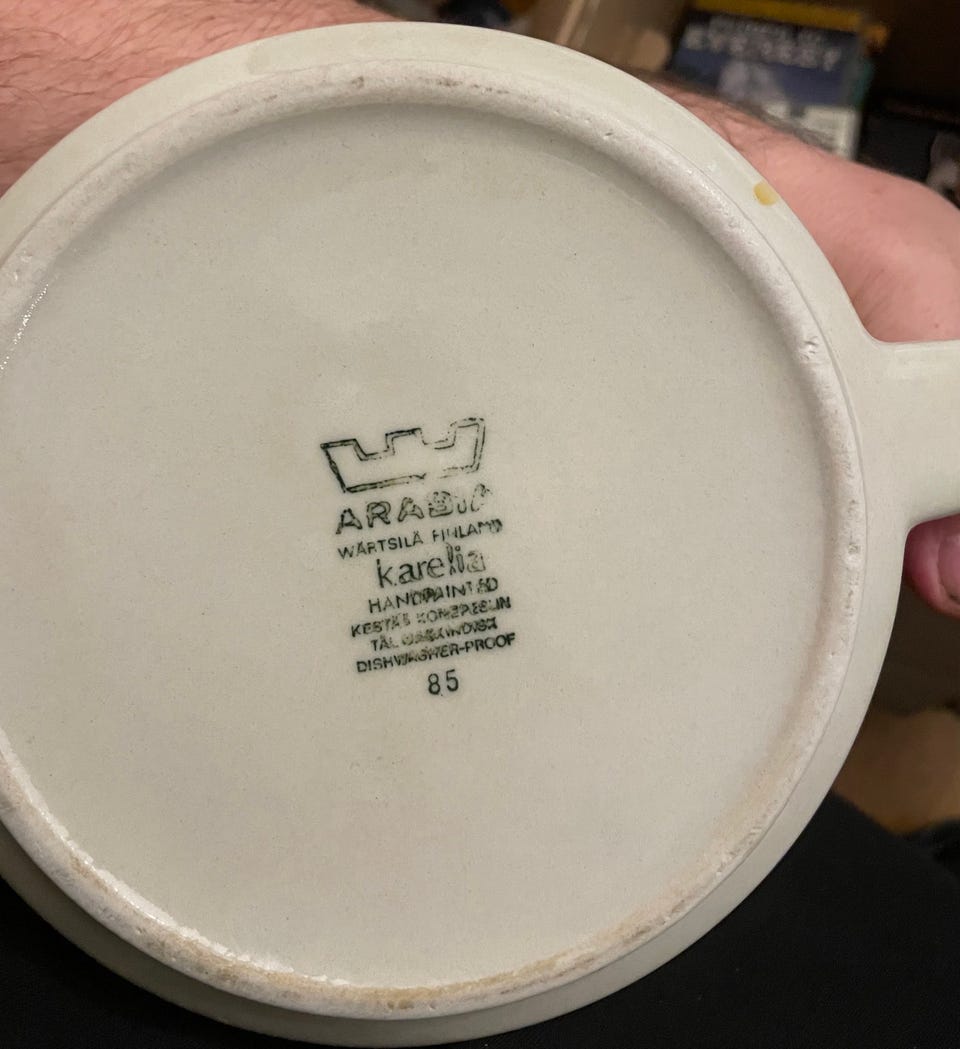 ARABIA
WÄRTSILÄ FINLAND
karelia
HANDPAINTED
KESTÄÄ KONEPESUN
TÅL MASKINDISK
DISHWASHER-PROOF
85